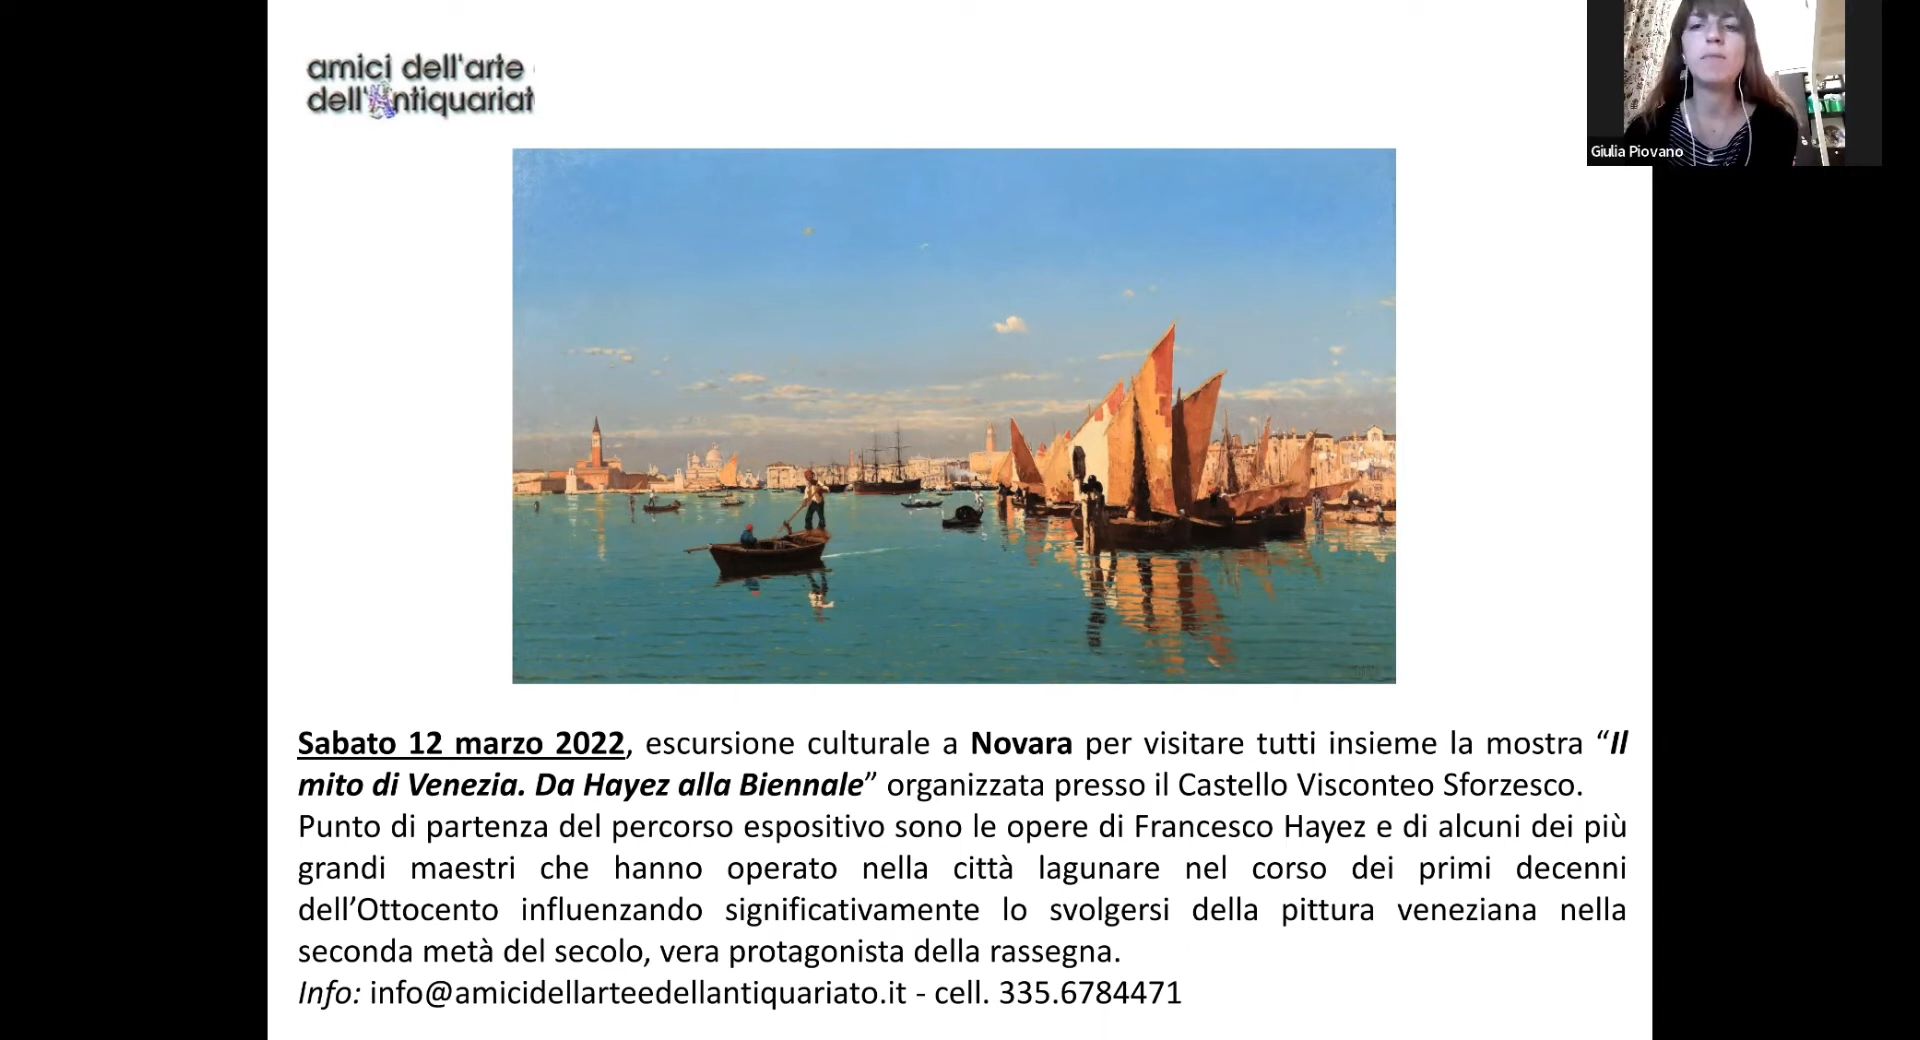 amici dell'arte
dell'Antiquariat
Giulia Piovano
Sabato 12 marzo 2022, escursione culturale a Novara per visitare tutti insieme la mostra “Il
mito di Venezia. Da Hayez alla Biennale” organizzata presso il Castello Visconteo Sforzesco.
Punto di partenza del percorso espositivo sono le opere di Francesco Hayez e di alcuni dei più
grandi maestri che hanno operato nella città lagunare nel corso dei primi decenni
dell’Ottocento influenzando significativamente lo svolgersi della pittura veneziana nella
seconda metà del secolo, vera protagonista della rassegna.
Info: info@amicidellarteedellantiquariato.it - cell. 335.6784471